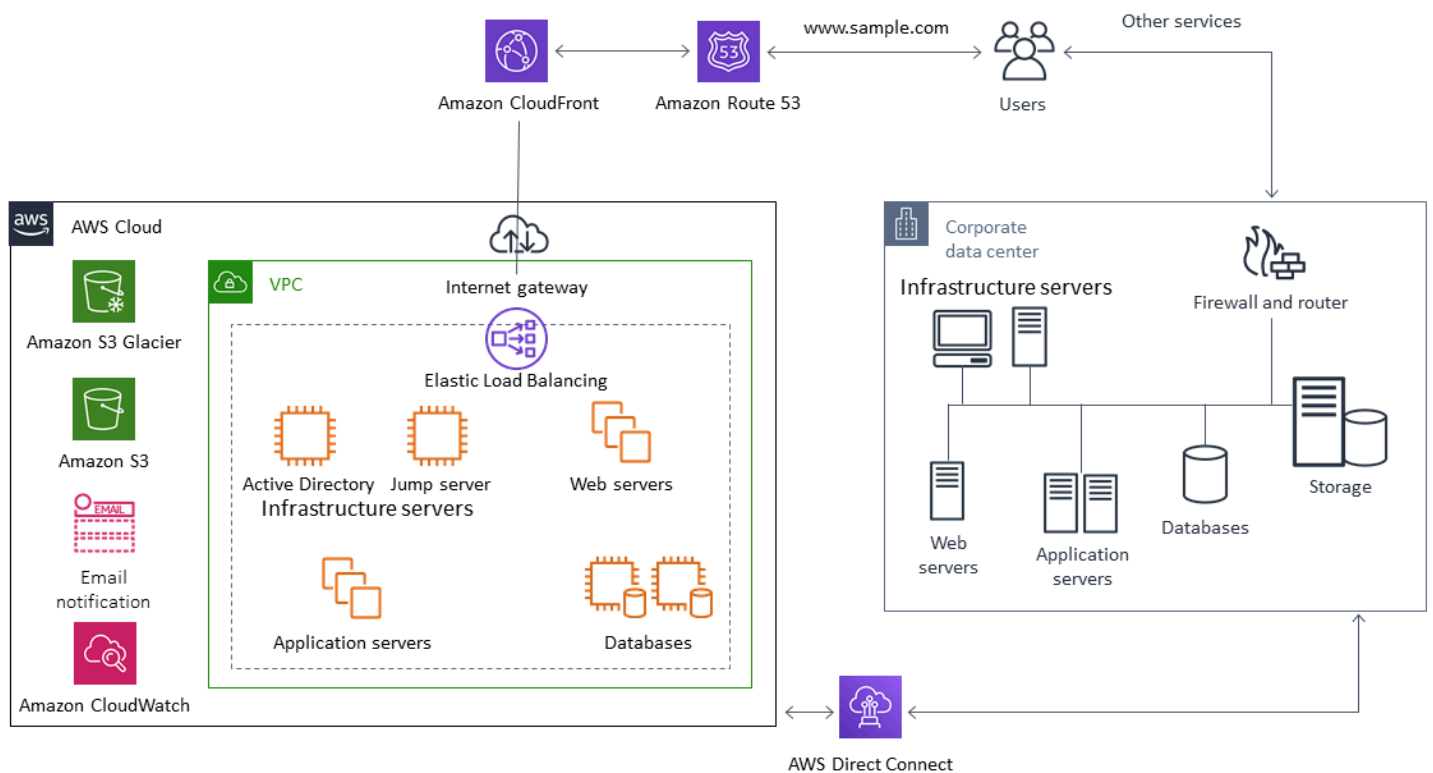 www.sample.com
Other services
53
Amazon CloudFront
Amazon Route 53
Users
aws
AWS Cloud
Amazon S3 Glacier
Amazon S3
EMAIL
Email
notification
Amazon CloudWatch
VPC
Internet gateway
Elastic Load Balancing
Active Directory
Jump server
Web servers
Infrastructure servers
Application servers
Databases
Corporate
data center
Infrastructure servers
Firewall and router
Storage
Databases
Web
servers
Application
servers
AWS Direct Connect